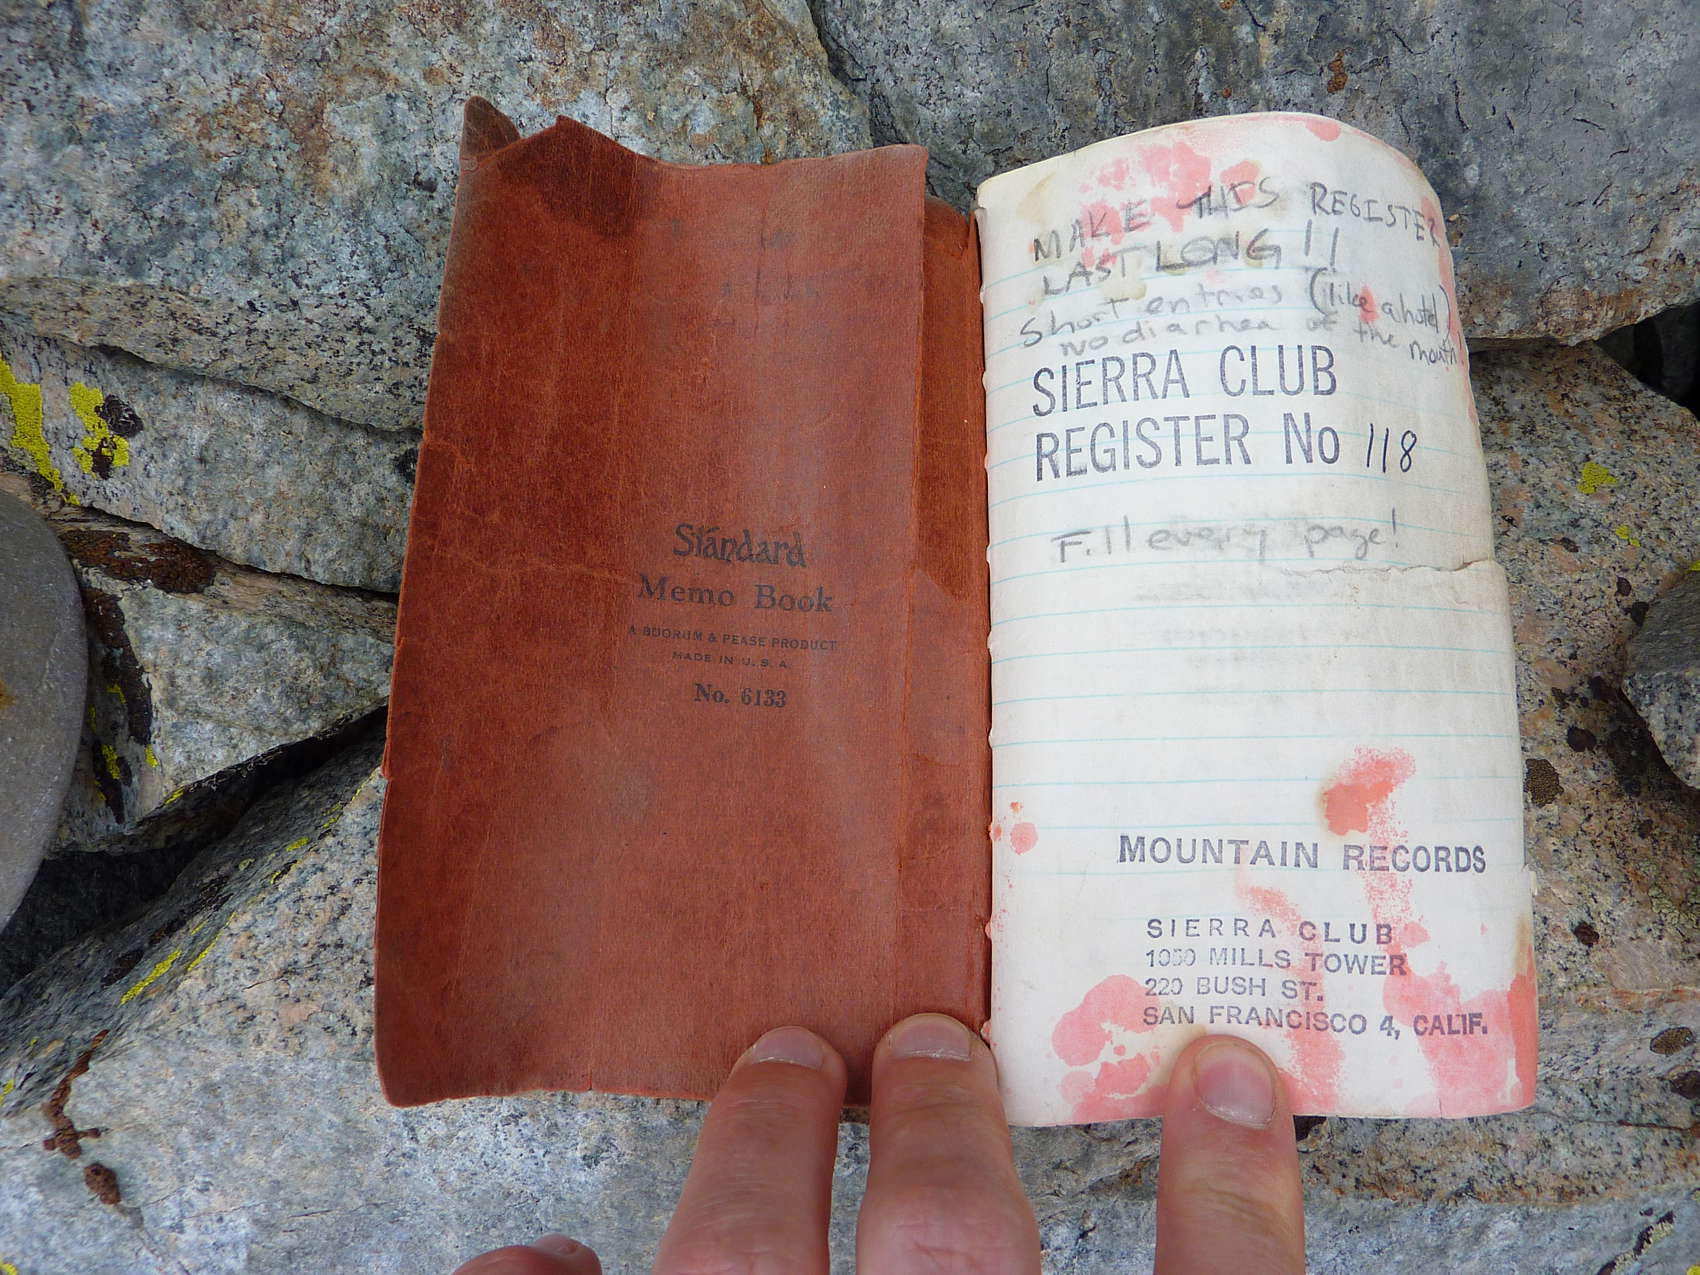 Standard
Memo Book
A BOORUM & PEASE PRODUCT
MADE IN U.S.A.
No. 6133
MAKE THIS REGISTER
LAST LONG !!
Short entries (like a hotel)
no diarhea of the mouth
SIERRA CLUB
REGISTER No 118
Fill every page!
MOUNTAIN RECORDS
SIERRA CLUB
1050 MILLS TOWER
220 BUSH ST.
SAN FRANCISCO 4, CALIF.